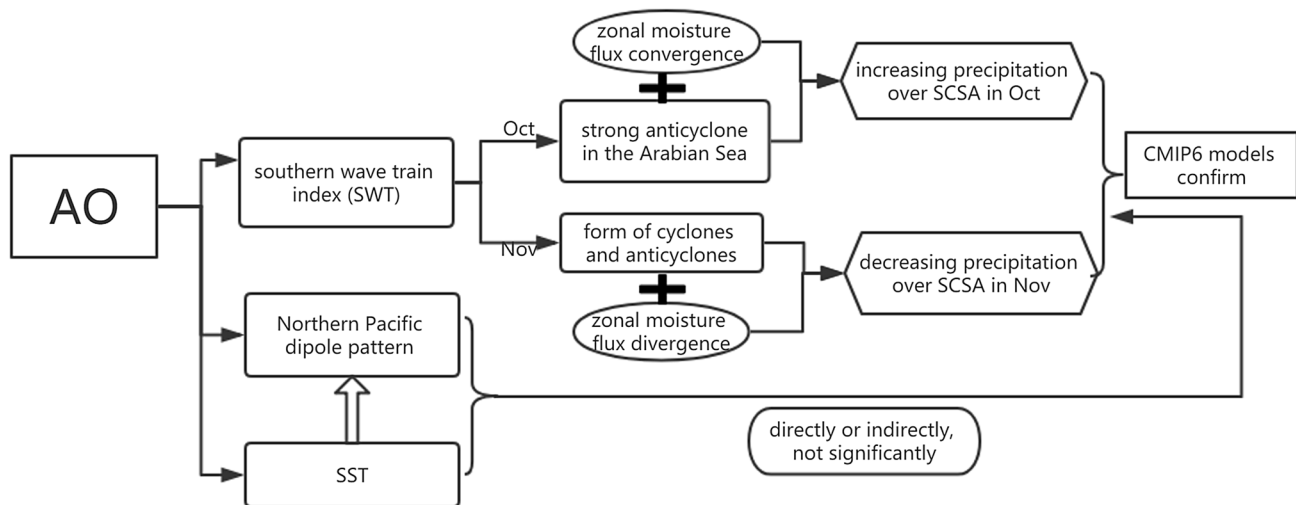 zonal moisture
flux convergence
increasing precipitation
over SCSA in Oct
Oct
strong anticyclone
in the Arabian Sea
CMIP6 models
confirm
southern wave train
index (SWT)
AO
form of cyclones
and anticyclones
Nov
decreasing precipitation
over SCSA in Nov
zonal moisture
flux divergence
Northern Pacific
dipole pattern
directly or indirectly,
not significantly
SST